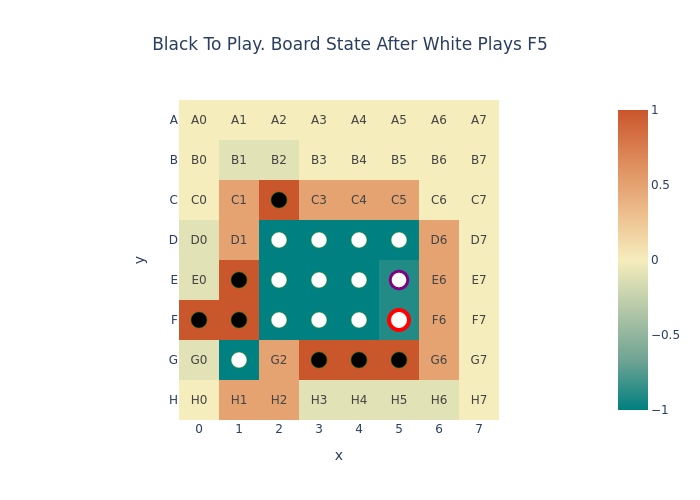 Black To Play. Board State After White Plays F5
A A0 A1 A2 A3 A4 A5 A6 A7
B B0 B1 B2 B3 B4 B5 B6 B7
C C0 C1 C3 C4 C5 C6 C7
D D0 D1 D6 D7
E E0 E6 E7
F F6 F7
G G0 G2 G6 G7
H H0 H1 H2 H3 H4 H5 H6 H7
0 1 2 3 4 5 6 7
x
y
1
0.5
0
−0.5
−1